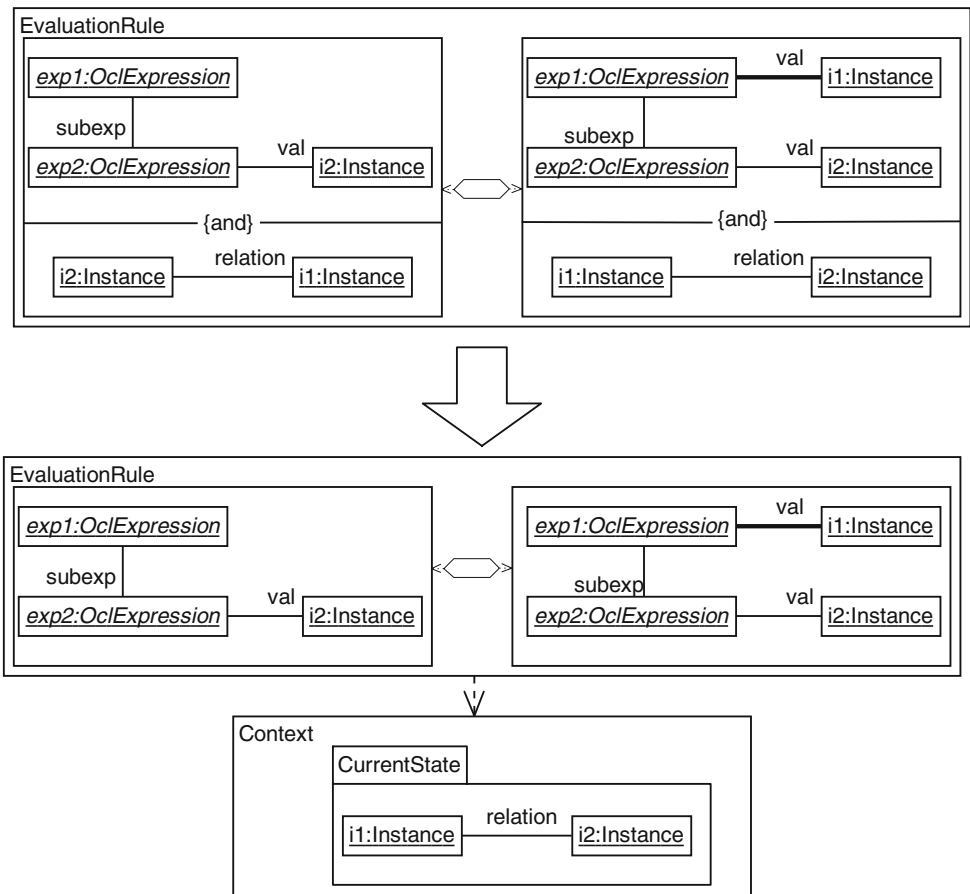 EvaluationRule
exp1:OclExpression
subexp
exp2:OclExpression
val
i2:Instance
{and}
i2:Instance
relation
i1:Instance
exp1:OclExpression
val
i1:Instance
subexp
exp2:OclExpression
val
i2:Instance
{and}
i1:Instance
relation
i2:Instance
EvaluationRule
exp1:OclExpression
subexp
exp2:OclExpression
val
i2:Instance
exp1:OclExpression
val
i1:Instance
subexp
exp2:OclExpression
val
i2:Instance
Context
CurrentState
i1:Instance
relation
i2:Instance